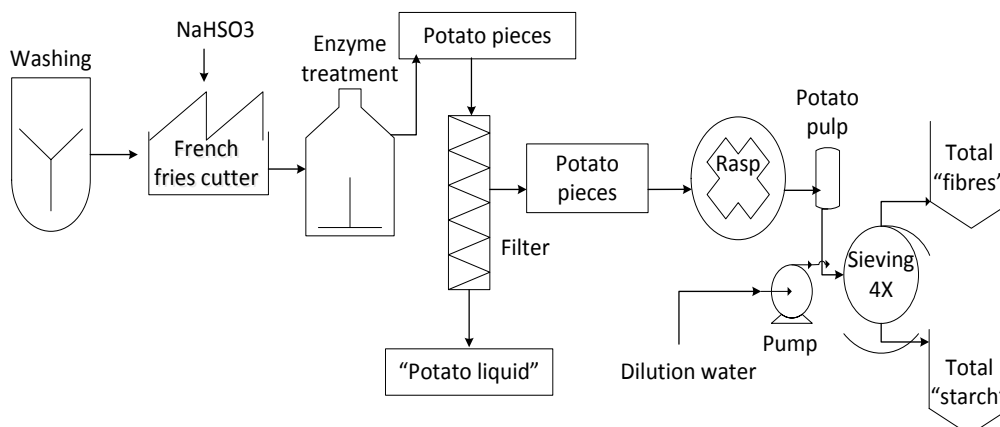 NaHSO3
Washing
French
fries cutter
Enzyme
treatment
Potato pieces
Filter
"Potato liquid"
Potato
pieces
Rasp
Potato
pulp
Dilution water
Pump
Sieving
4X
Total
"fibres"
Total
"starch"